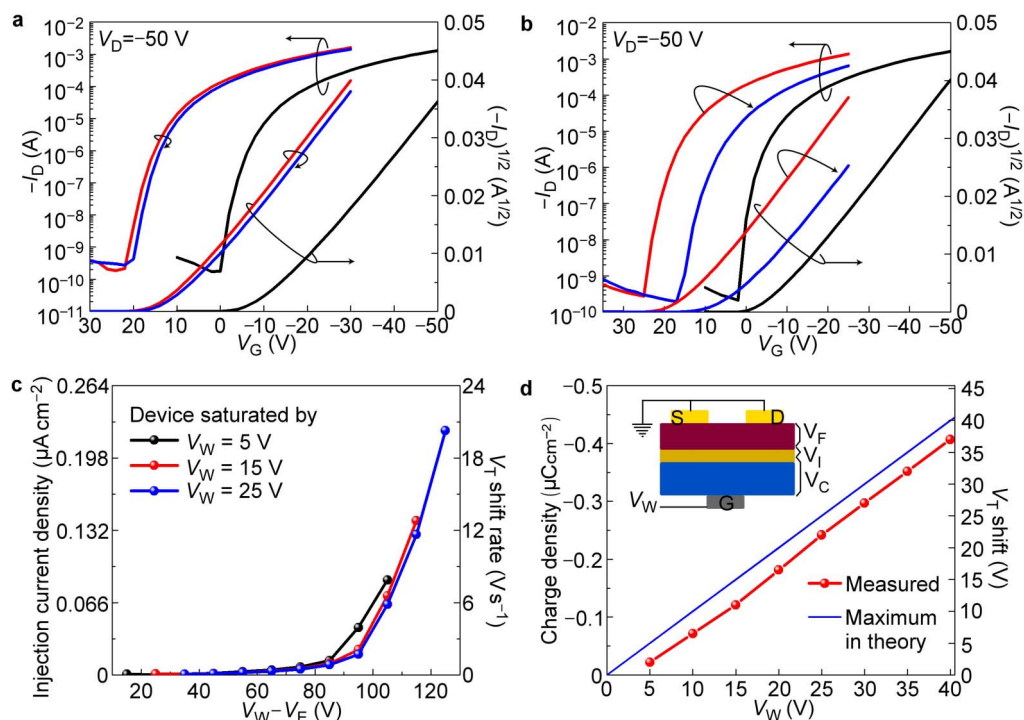 a
V_D=−50 V
10⁻² 10⁻³ 10⁻⁴ 10⁻⁵ 10⁻⁶ 10⁻⁷ 10⁻⁸ 10⁻⁹ 10⁻¹⁰ 10⁻¹¹
−I_D (A)
30 20 10 0 −10 −20 −30 −40 −50
V_G (V)
0.05 0.04 0.03 0.02 0.01 0
(−I_D)^1/2 (A^1/2)
b
V_D=−50 V
10⁻² 10⁻³ 10⁻⁴ 10⁻⁵ 10⁻⁶ 10⁻⁷ 10⁻⁸ 10⁻⁹ 10⁻¹⁰
−I_D (A)
30 20 10 0 −10 −20 −30 −40 −50
V_G (V)
0.05 0.04 0.03 0.02 0.01 0
(−I_D)^1/2 (A^1/2)
c
Device saturated by
V_W = 5 V
V_W = 15 V
V_W = 25 V
0.264 0.198 0.132 0.066 0
Injection current density (µA cm⁻²)
20 40 60 80 100 120
V_W−V_E (V)
24 18 12 6 0
V_T shift rate (V s⁻¹)
d
S D
V_F
V_I
V_C
V_W G
Measured
Maximum
in theory
−0.5 −0.4 −0.3 −0.2 −0.1 0
Charge density (µCcm⁻²)
0 5 10 15 20 25 30 35 40
V_W (V)
45 40 35 30 25 20 15 10 5 0
V_T shift (V)